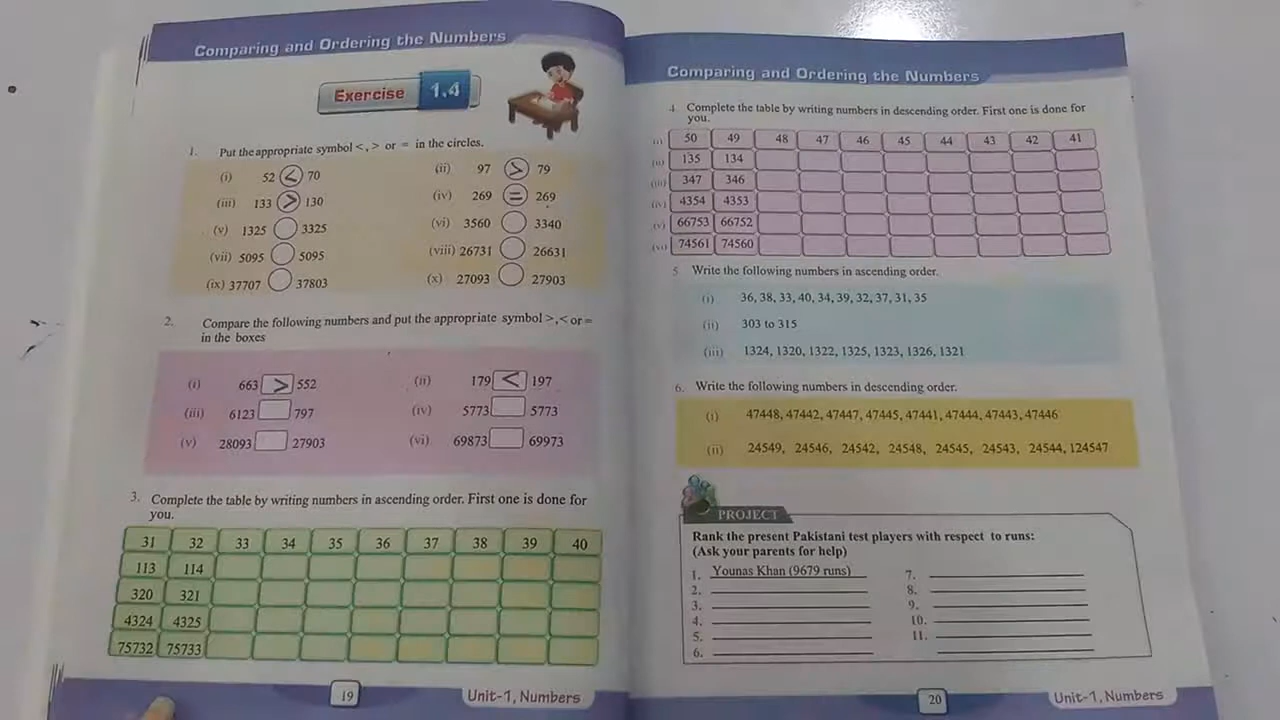 Comparing and Ordering the Numbers
Exercise 1.4
1. Put the appropriate symbol <, > or = in the circles.
(i) 52 < 70 (ii) 97 > 79
(iii) 133 > 130 (iv) 269 = 269
(v) 1325 3325 (vi) 3560 3340
(vii) 5095 5095 (viii) 26731 26631
(ix) 37707 37803 (x) 27093 27903
2. Compare the following numbers and put the appropriate symbol >,< or =
in the boxes
(i) 663 > 552 (ii) 179 < 197
(iii) 6123 797 (iv) 5773 5773
(v) 28093 27903 (vi) 69873 69973
3. Complete the table by writing numbers in ascending order. First one is done for
you.
31 32 33 34 35 36 37 38 39 40
113 114
320 321
4324 4325
75732 75733
19 Unit-1, Numbers
Comparing and Ordering the Numbers
4. Complete the table by writing numbers in descending order. First one is done for
you.
(i) 50 49 48 47 46 45 44 43 42 41
(ii) 135 134
(iii) 347 346
(iv) 4354 4353
(v) 66753 66752
(vi) 74561 74560
5 Write the following numbers in ascending order.
(i) 36, 38, 33, 40, 34, 39, 32, 37, 31, 35
(ii) 303 to 315
(iii) 1324, 1320, 1322, 1325, 1323, 1326, 1321
6. Write the following numbers in descending order.
(i) 47448, 47442, 47447, 47445, 47441, 47444, 47443, 47446
(ii) 24549, 24546, 24542, 24548, 24545, 24543, 24544, 124547
PROJECT
Rank the present Pakistani test players with respect to runs:
(Ask your parents for help)
1. Younas Khan (9679 runs) 7.
2. 8.
3. 9.
4. 10.
5. 11.
6.
20 Unit-1, Numbers